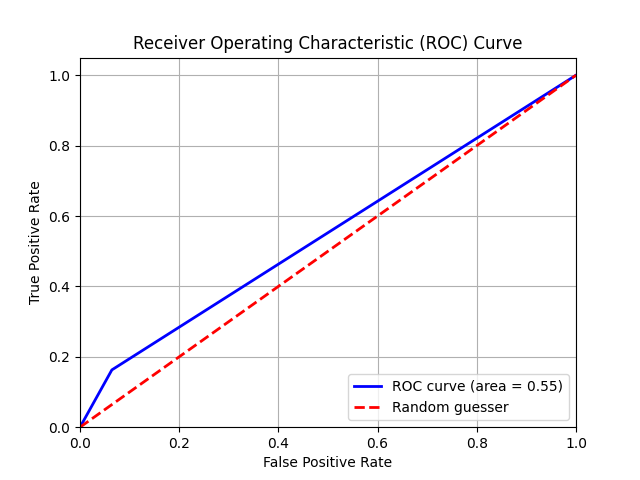 Receiver Operating Characteristic (ROC) Curve
True Positive Rate
1.0
0.8
0.6
0.4
0.2
0.0
ROC curve (area = 0.55)
Random guesser
0.0 0.2 0.4 0.6 0.8 1.0
False Positive Rate